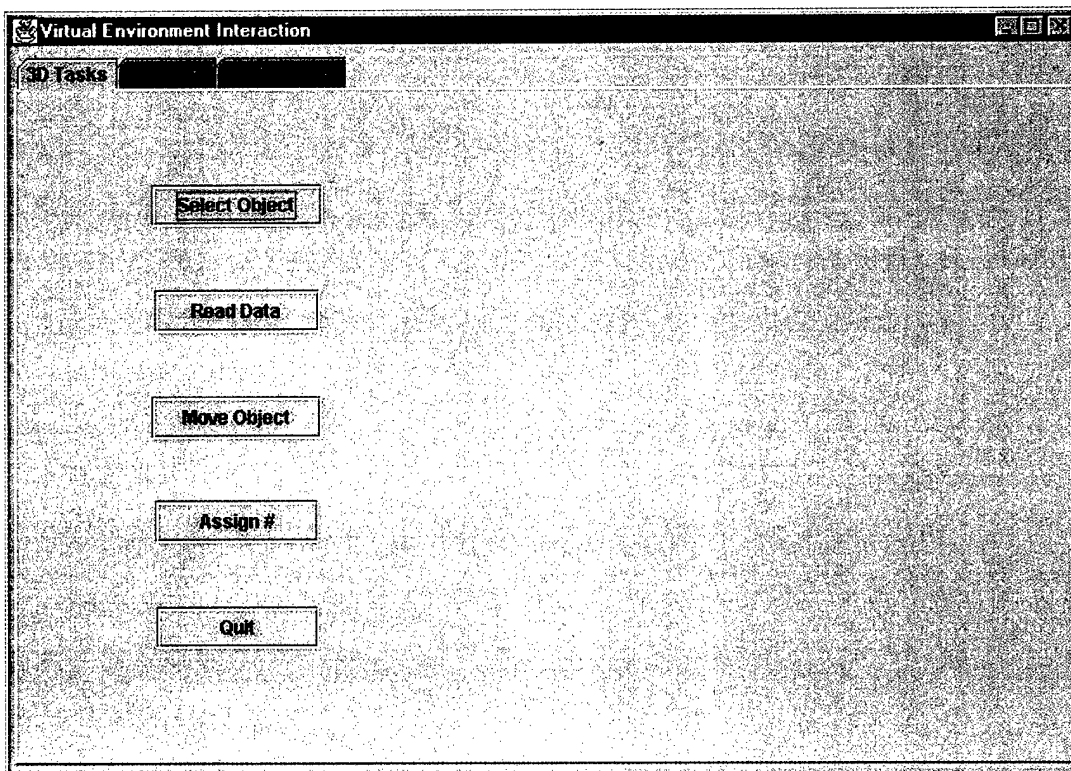 Virtual Environment Interaction
3D Tasks
Select Object
Read Data
Move Object
Assign #
Quit